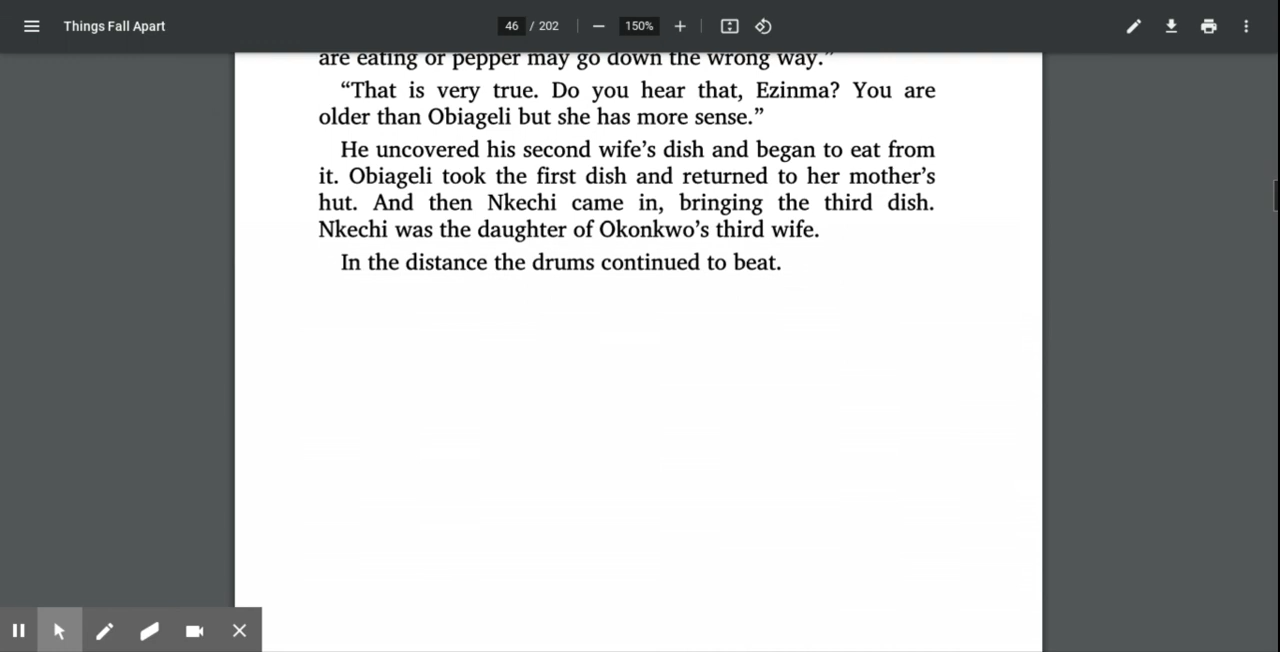 Things Fall Apart
46 / 202
150%
are eating or pepper may go down the wrong way.”
“That is very true. Do you hear that, Ezinma? You are
older than Obiageli but she has more sense.”
He uncovered his second wife’s dish and began to eat from
it. Obiageli took the first dish and returned to her mother’s
hut. And then Nkechi came in, bringing the third dish.
Nkechi was the daughter of Okonkwo’s third wife.
In the distance the drums continued to beat.